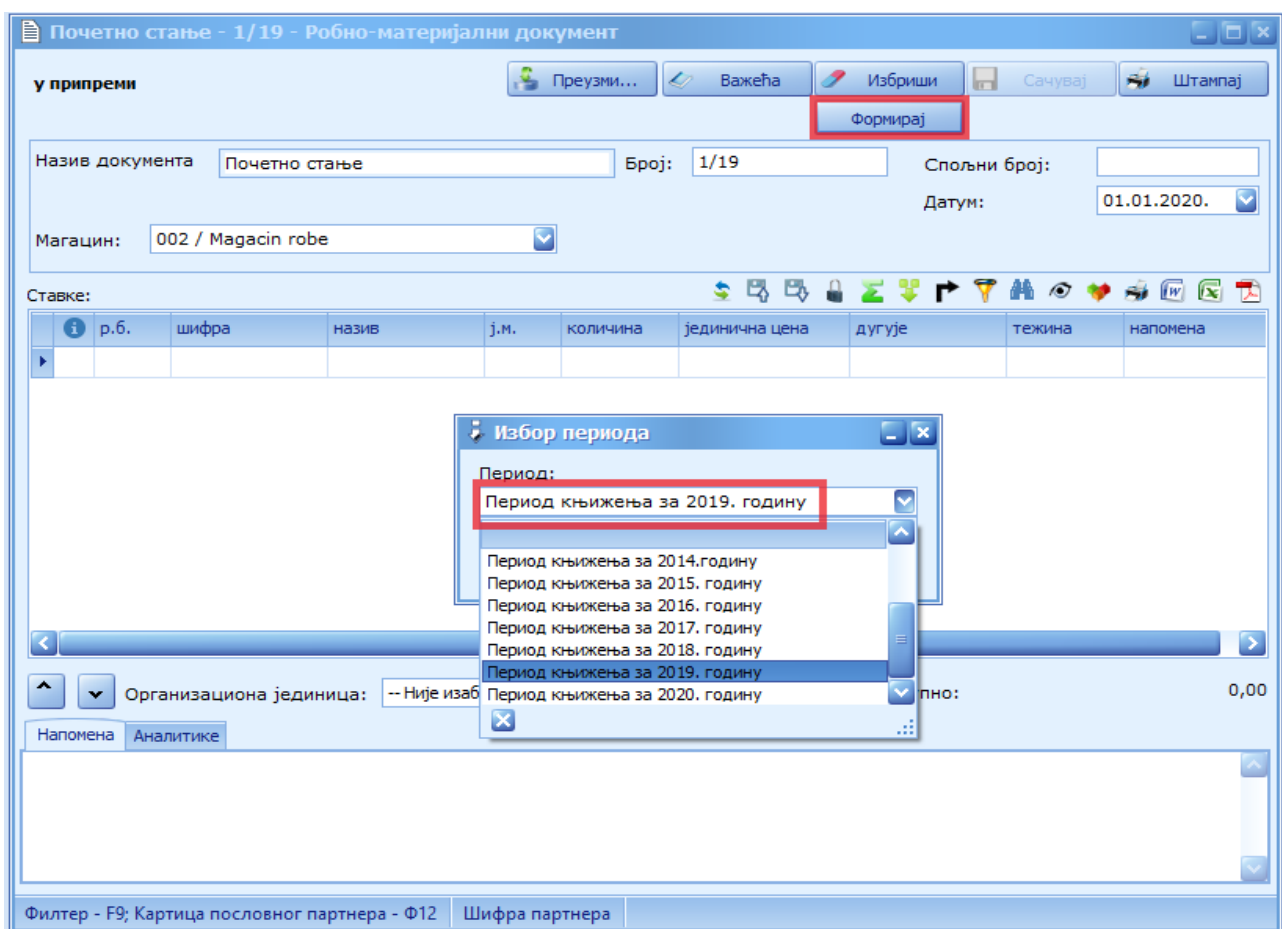 Почетно стање - 1/19 - Робно-материјални документ
у припреми
Преузми... Важећа Избриши Сачувај Штампај
Формирај
Назив документа Почетно стање Број: 1/19 Спољни број:
Датум: 01.01.2020.
Магацин: 002 / Magacin robe
Ставке:
р.б. шифра назив ј.м. количина јединична цена дугује тежина напомена
Избор периода
Период:
Период књижења за 2019. годину
Период књижења за 2014.годину
Период књижења за 2015. годину
Период књижења за 2016. годину
Период књижења за 2017. годину
Период књижења за 2018. годину
Период књижења за 2019. годину
Период књижења за 2020. годину
Организациона јединица: -- Није изаб пно: 0,00
Напомена Аналитике
Филтер - F9; Картица пословног партнера - Ф12 Шифра партнера